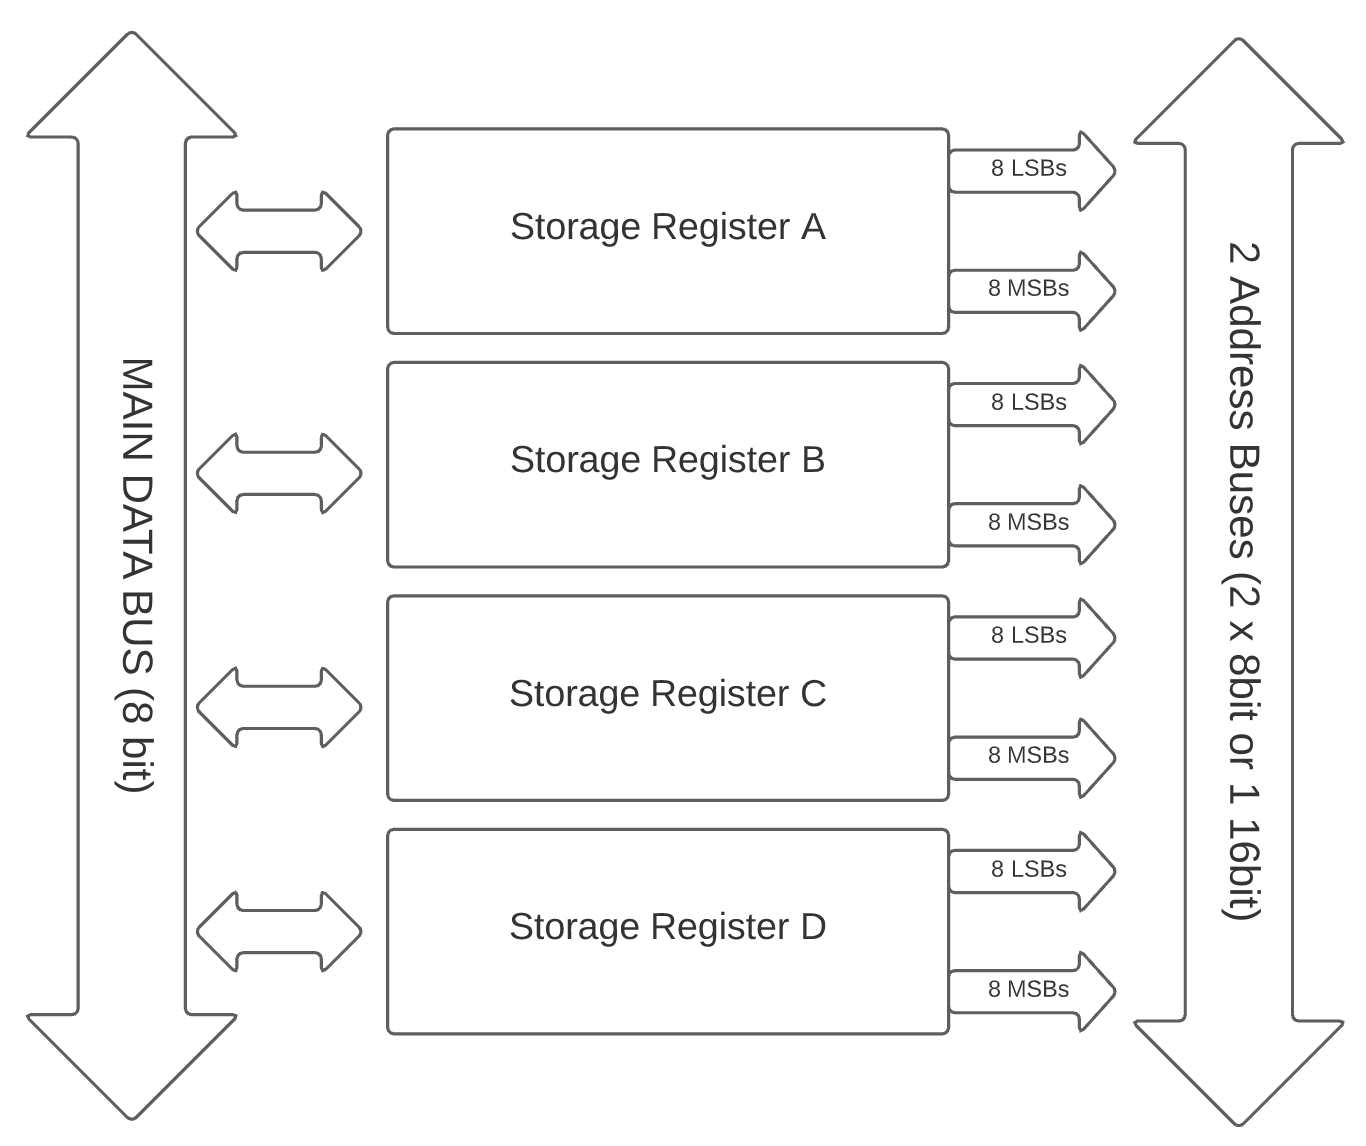 MAIN DATA BUS (8 bit)
Storage Register A
8 LSBs
8 MSBs
Storage Register B
8 LSBs
8 MSBs
Storage Register C
8 LSBs
8 MSBs
Storage Register D
8 LSBs
8 MSBs
2 Address Buses (2 x 8bit or 1 16bit)